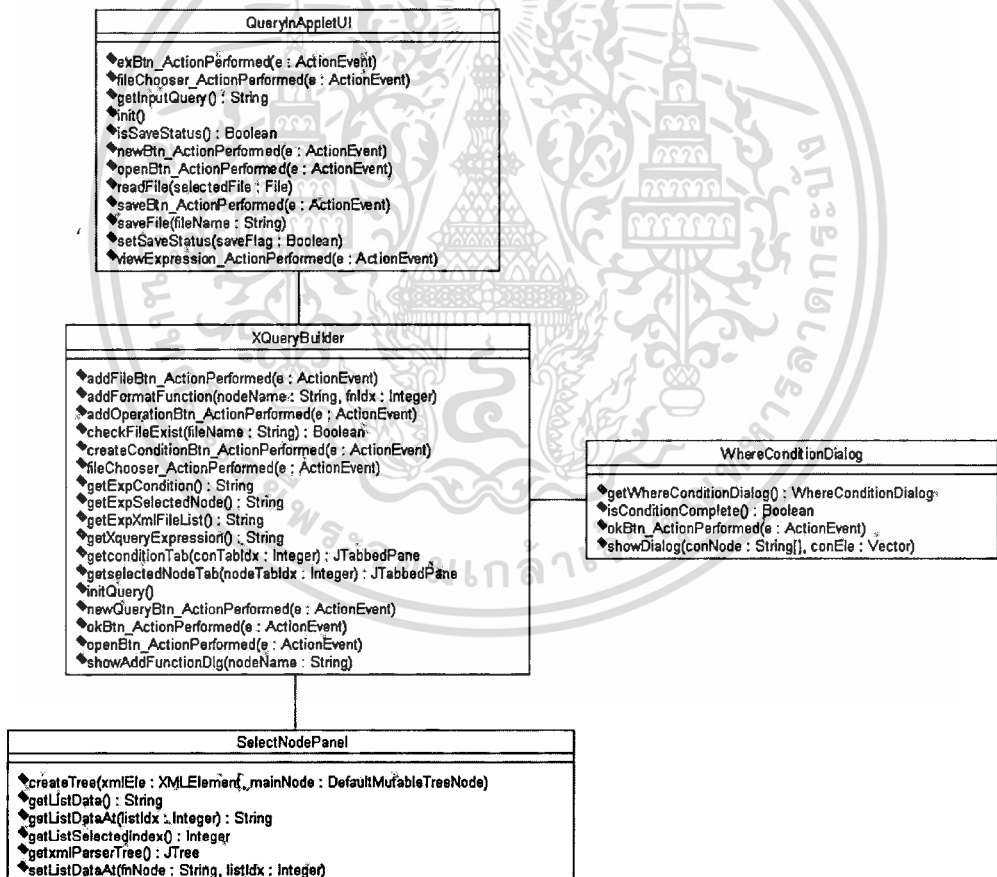 QueryInAppletUI
exBtn_ActionPerformed(e : ActionEvent)
fileChooser_ActionPerformed(e : ActionEvent)
getInputQuery() : String
init()
isSaveStatus() : Boolean
newBtn_ActionPerformed(e : ActionEvent)
openBtn_ActionPerformed(e : ActionEvent)
readFile(selectedFile : File)
saveBtn_ActionPerformed(e : ActionEvent)
saveFile(fileName : String)
setSaveStatus(saveFlag : Boolean)
viewExpression_ActionPerformed(e : ActionEvent)
XQueryBuilder
addFileBtn_ActionPerformed(e : ActionEvent)
addFormatFunction(nodeName : String, fnIdx : Integer)
addOperationBtn_ActionPerformed(e : ActionEvent)
checkFileExist(fileName : String) : Boolean
createConditionBtn_ActionPerformed(e : ActionEvent)
fileChooser_ActionPerformed(e : ActionEvent)
getExpCondition() : String
getExpSelectedNode() : String
getExpXmlFileList() : String
getXqueryExpression() : String
getconditionTab(conTabIdx : Integer) : JTabbedPane
getselectedNodeTab(nodeTabIdx : Integer) : JTabbedPane
initQuery()
newQueryBtn_ActionPerformed(e : ActionEvent)
okBtn_ActionPerformed(e : ActionEvent)
openBtn_ActionPerformed(e : ActionEvent)
showAddFunctionDlg(nodeName : String)
WhereConditionDialog
getWhereConditionDialog() : WhereConditionDialog
isConditionComplete() : Boolean
okBtn_ActionPerformed(e : ActionEvent)
showDialog(conNode : String[], conEle : Vector)
SelectNodePanel
createTree(xmlEle : XMLElement, mainNode : DefaultMutableTreeNode)
getListData() : String
getListDataAt(listIdx : Integer) : String
getListSelectedIndex() : Integer
getxmlParserTree() : JTree
setListDataAt(fnNode : String, listIdx : Integer)